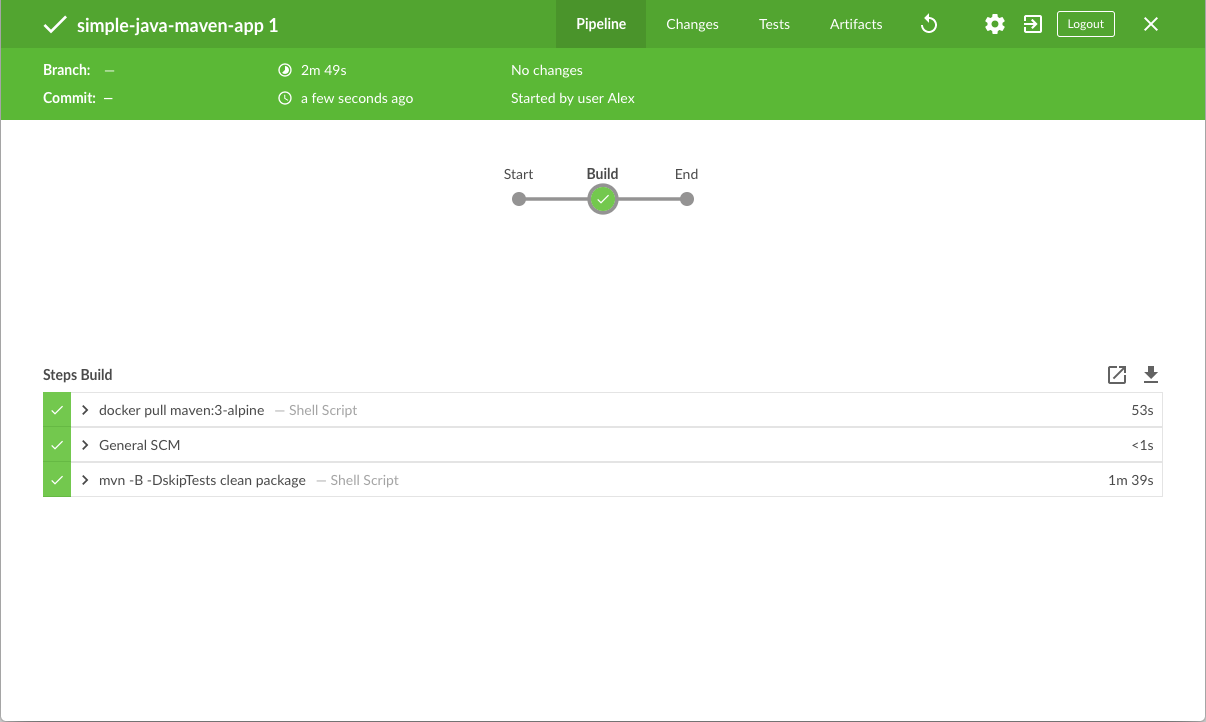 simple-java-maven-app 1 Pipeline Changes Tests Artifacts Logout
Branch: — 2m 49s No changes
Commit: — a few seconds ago Started by user Alex
Start Build End
Steps Build
docker pull maven:3-alpine — Shell Script 53s
General SCM <1s
mvn -B -DskipTests clean package — Shell Script 1m 39s